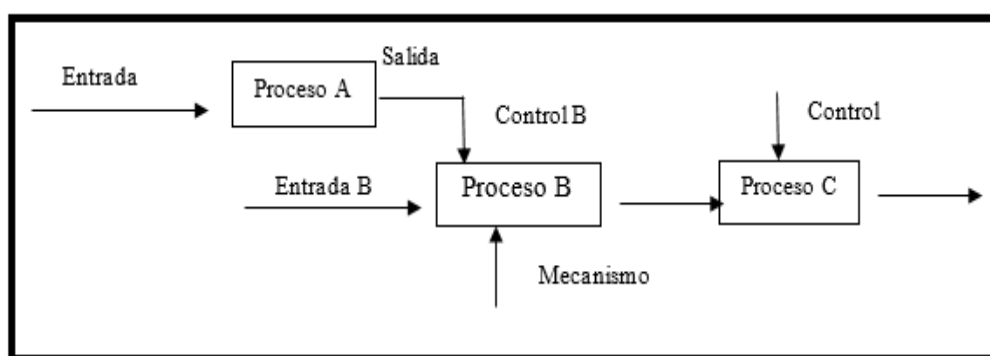 Salida
Entrada
Proceso A
Control B
Control
Entrada B
Proceso B
Proceso C
Mecanismo